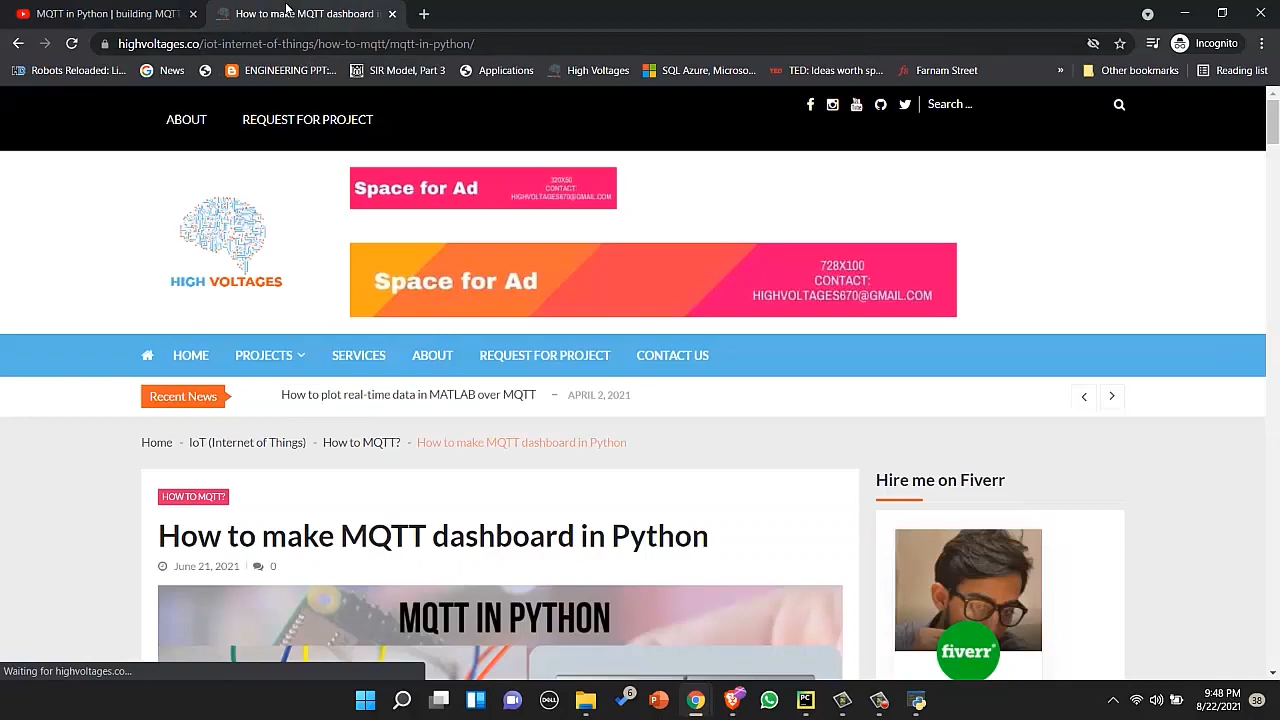 MQTT in Python | building MQTT
How to make MQTT dashboard i
highvoltages.co/iot-internet-of-things/how-to-mqtt/mqtt-in-python/
Incognito
Robots Reloaded: Li...
News
ENGINEERING PPT:...
SIR Model, Part 3
Applications
High Voltages
SQL Azure, Microso...
TED
TED: Ideas worth sp...
fs
Farnam Street
»
Other bookmarks
Reading list
ABOUT
REQUEST FOR PROJECT
Search ...
Space for Ad
320X50
CONTACT:
HIGHVOLTAGES670@GMAIL.COM
Space for Ad
728X100
CONTACT:
HIGHVOLTAGES670@GMAIL.COM
HIGH VOLTAGES
HOME
PROJECTS
SERVICES
ABOUT
REQUEST FOR PROJECT
CONTACT US
Recent News
How to plot real-time data in MATLAB over MQTT – APRIL 2, 2021
Home - IoT (Internet of Things) - How to MQTT? - How to make MQTT dashboard in Python
HOW TO MQTT?
How to make MQTT dashboard in Python
June 21, 2021
0
MQTT IN PYTHON
Hire me on Fiverr
fiverr
Waiting for highvoltages.co...
DELL
6
PC
9:48 PM
8/22/2021
38